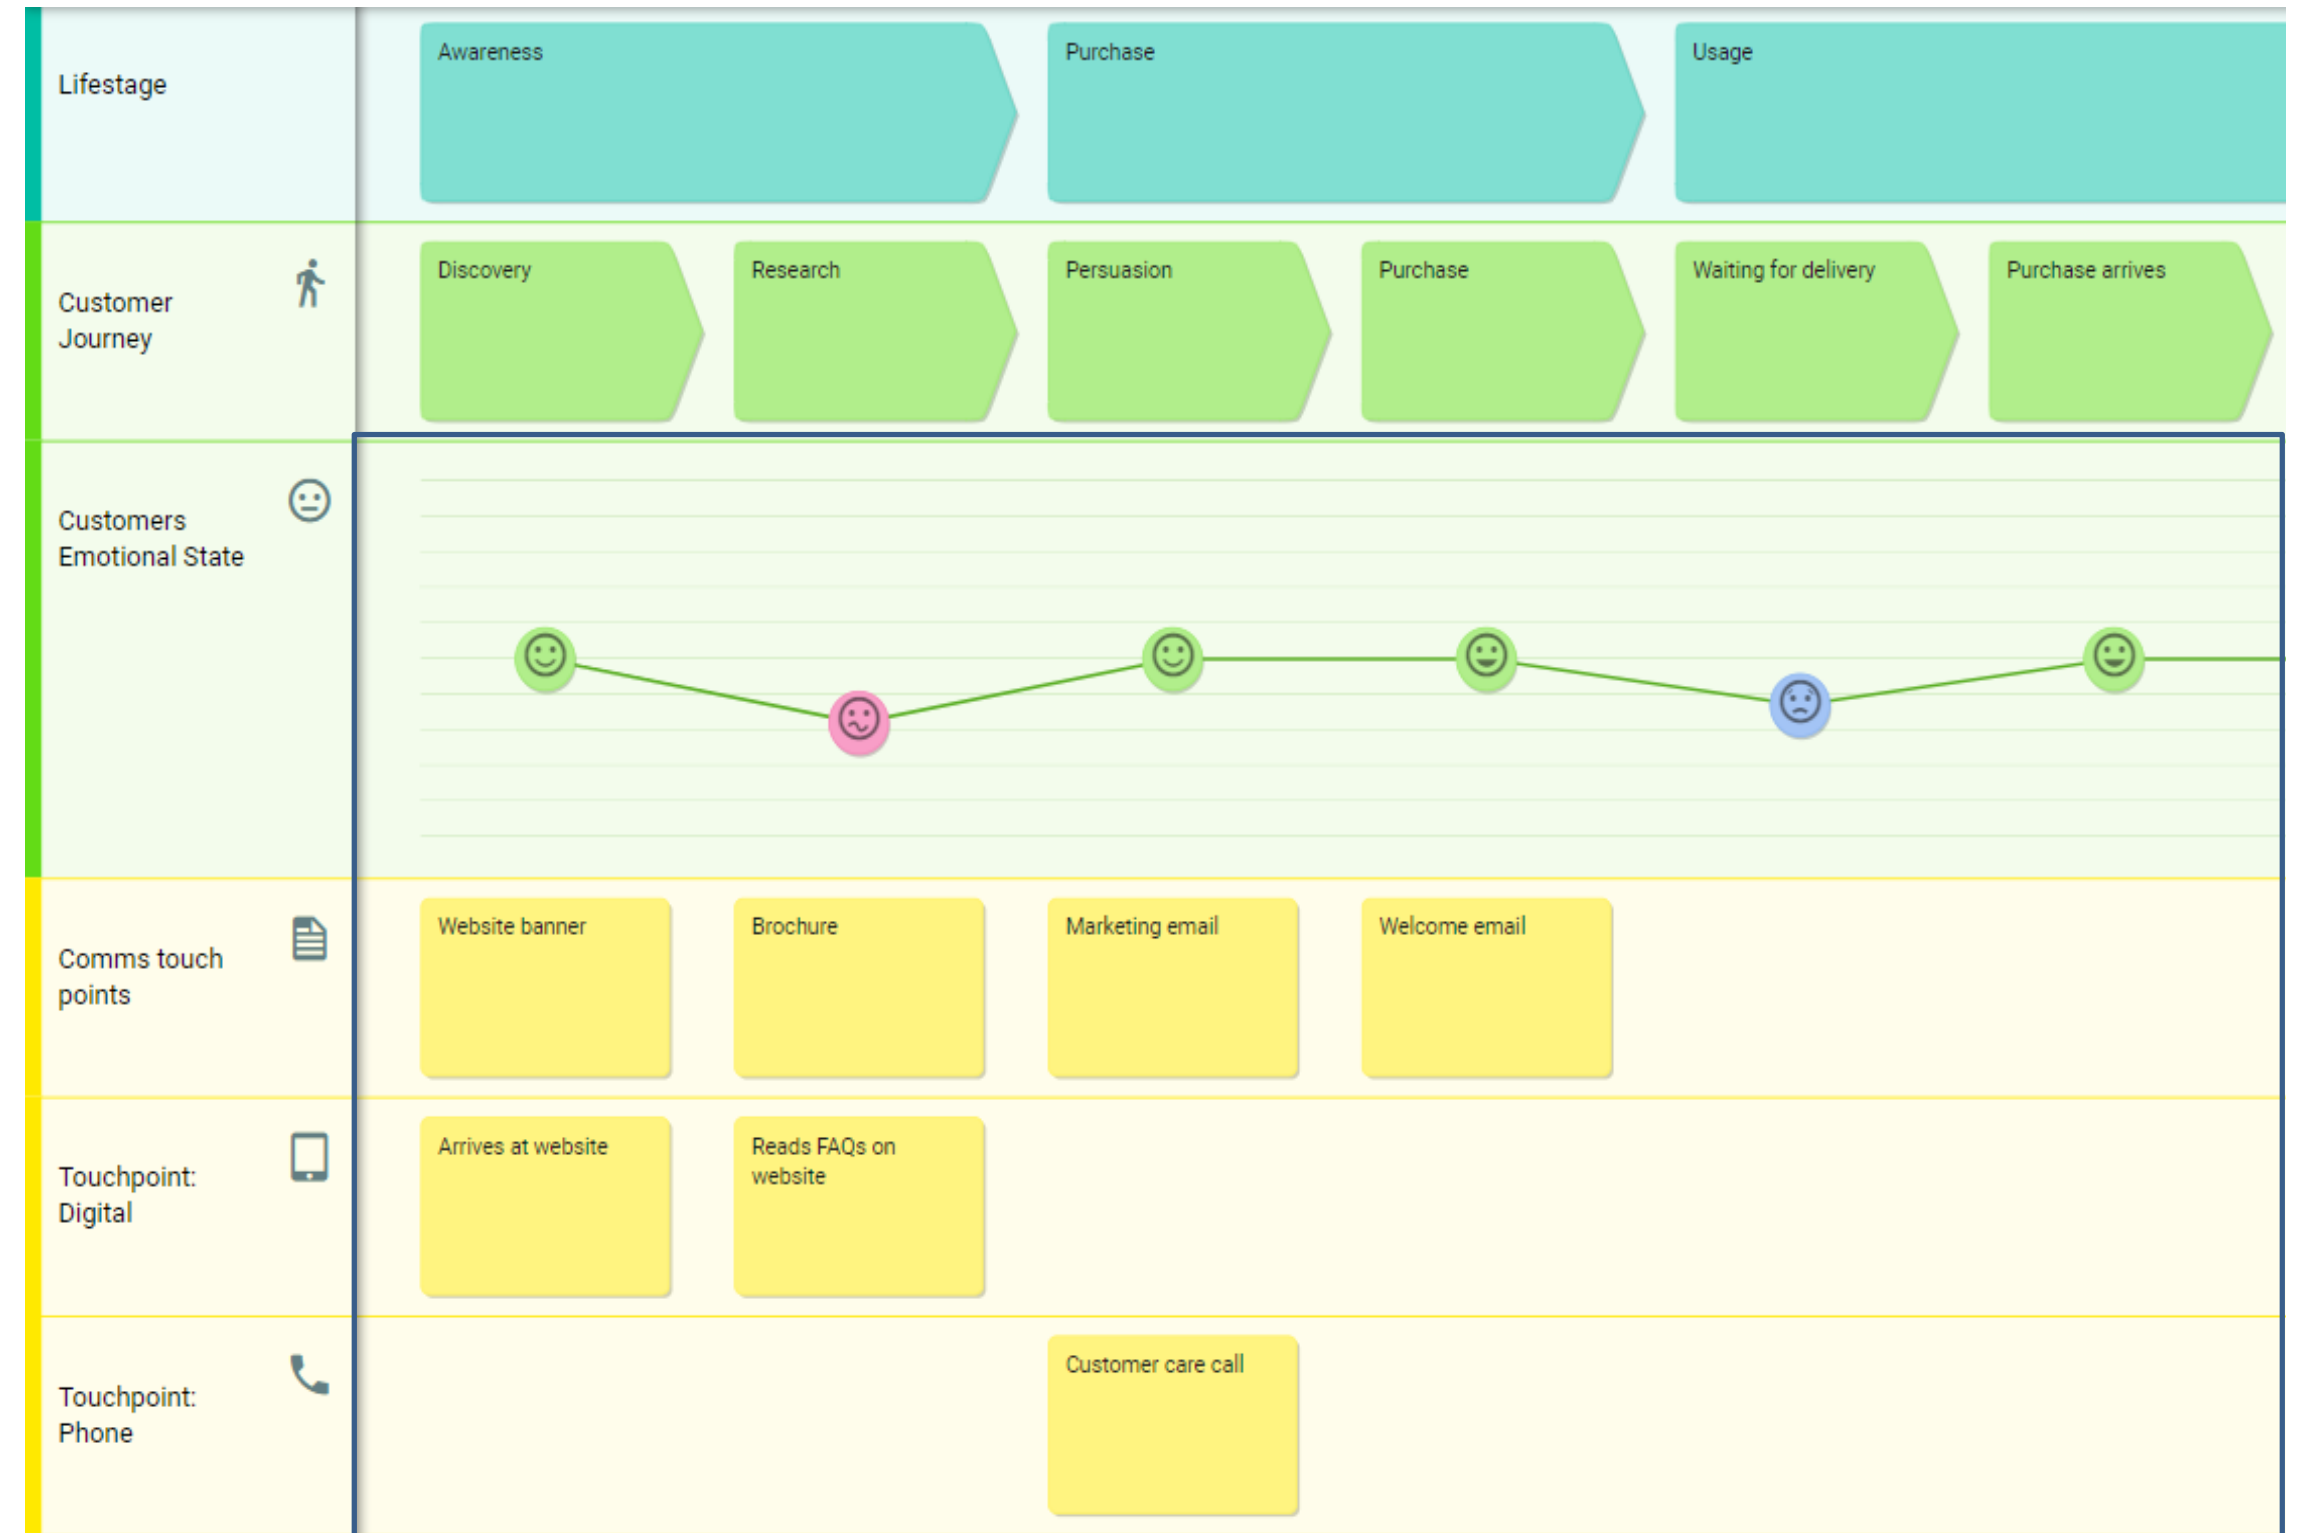 Lifestage
Awareness
Purchase
Usage
Customer
Journey
Discovery
Research
Persuasion
Purchase
Waiting for delivery
Purchase arrives
Customers
Emotional State
Comms touch
points
Website banner
Brochure
Marketing email
Welcome email
Touchpoint:
Digital
Arrives at website
Reads FAQs on
website
Touchpoint:
Phone
Customer care call